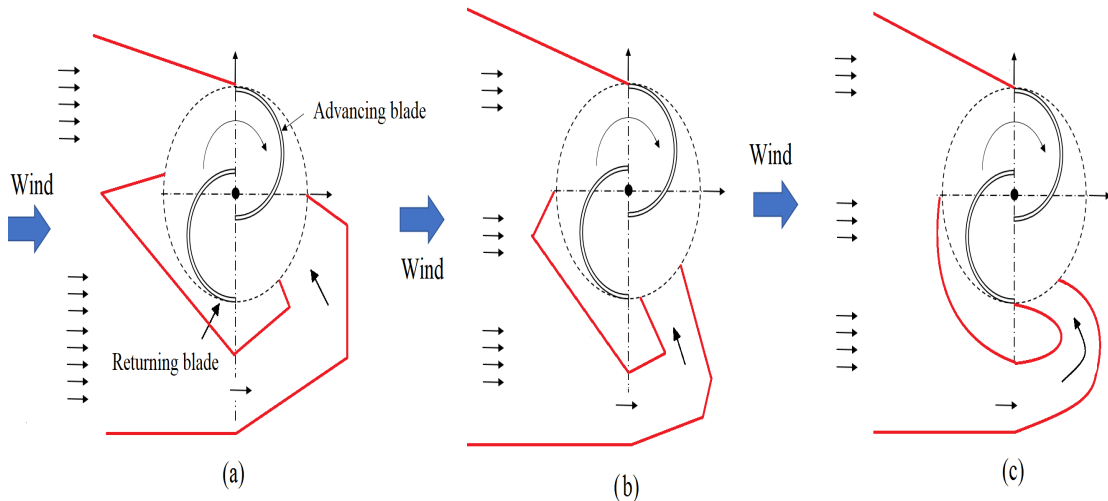 Advancing blade
Wind
Returning blade
(a)
Wind
(b)
Wind
(c)